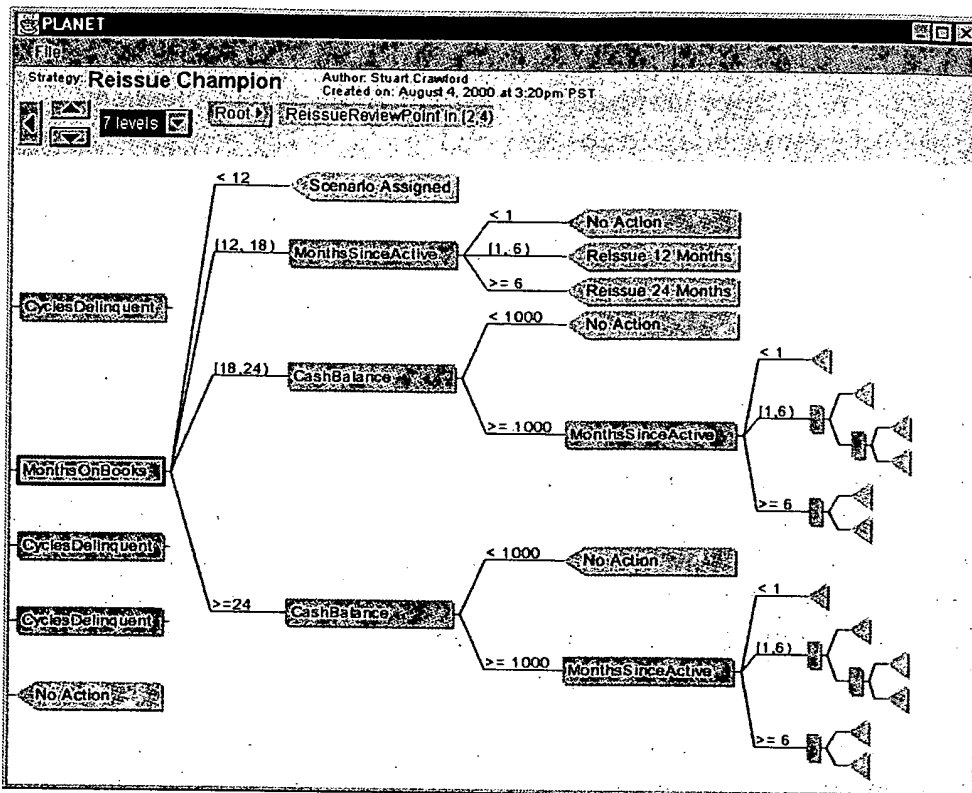 PLANET
File
Strategy: Reissue Champion
Author: Stuart Crawford
Created on: August 4, 2000 at 3:20pm PST
7 levels
Root
ReissueReviewPoint in {2,4}
< 12
Scenario Assigned
[12, 18)
MonthsSinceActive
< 1
No Action
[1, 6)
Reissue 12 Months
>= 6
Reissue 24 Months
CyclesDelinquent
[18,24)
CashBalance
< 1000
No Action
>= 1000
MonthsSinceActive
< 1
[1,6)
>= 6
MonthsOnBooks
CyclesDelinquent
CyclesDelinquent
No Action
>=24
CashBalance
< 1000
No Action
>= 1000
MonthsSinceActive
< 1
[1,6)
>= 6